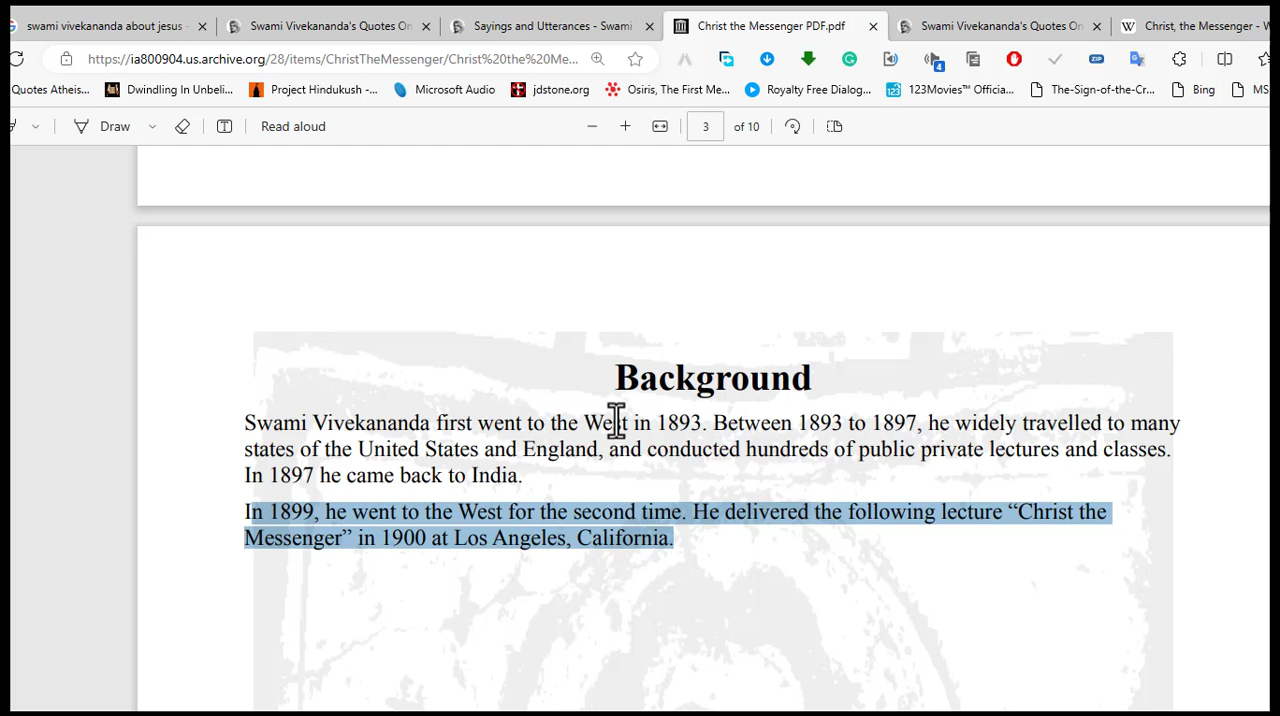 swami vivekananda about jesus -
Swami Vivekananda's Quotes On
Sayings and Utterances - Swami
Christ the Messenger PDF.pdf
Swami Vivekananda's Quotes On
Christ, the Messenger - W
https://ia800904.us.archive.org/28/items/ChristTheMessenger/Christ%20the%20Me...
4
ZIP
Quotes Atheis...
Dwindling In Unbeli...
Project Hindukush -...
Microsoft Audio
jdstone.org
Osiris, The First Me...
Royalty Free Dialog...
123
123Movies™ Officia...
The-Sign-of-the-Cr...
Bing
MS
Draw
Read aloud
3
of 10
Background
Swami Vivekananda first went to the West in 1893. Between 1893 to 1897, he widely travelled to many
states of the United States and England, and conducted hundreds of public private lectures and classes.
In 1897 he came back to India.
In 1899, he went to the West for the second time. He delivered the following lecture “Christ the
Messenger” in 1900 at Los Angeles, California.